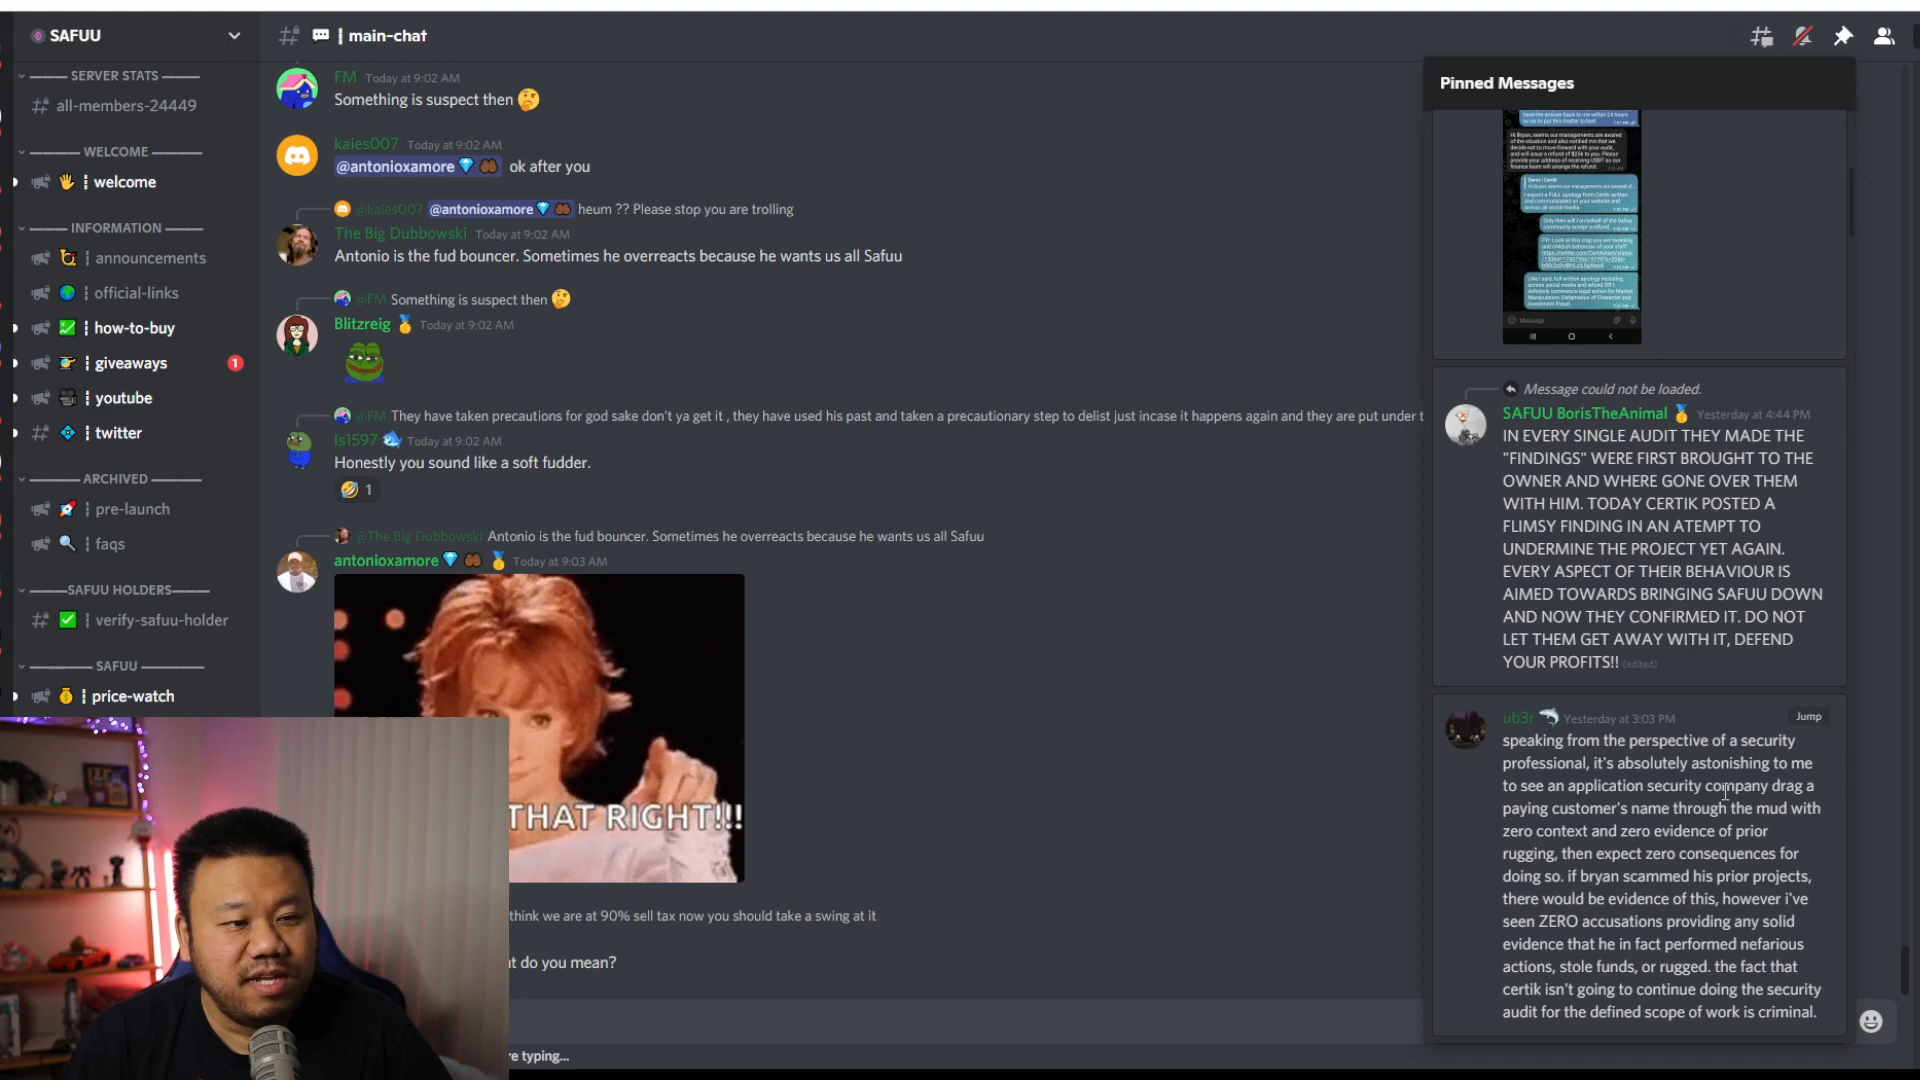 SAFUU
SERVER STATS
all-members-24449
WELCOME
welcome
INFORMATION
announcements
official-links
how-to-buy
giveaways
1
youtube
twitter
ARCHIVED
pre-launch
faqs
SAFUU HOLDERS
verify-safuu-holder
SAFUU
price-watch
main-chat
FM Today at 9:02 AM
Something is suspect then
kaies007 Today at 9:02 AM
@antonioxamore ok after you
@kaies007 @antonioxamore heum ?? Please stop you are trolling
The Big Dubbowski Today at 9:02 AM
Antonio is the fud bouncer. Sometimes he overreacts because he wants us all Safuu
@FM Something is suspect then
Blitzreig Today at 9:02 AM
@FM They have taken precautions for god sake don't ya get it , they have used his past and taken a precautionary step to delist just incase it happens again and they are put under t
ls1597 Today at 9:02 AM
Honestly you sound like a soft fudder.
1
@The Big Dubbowski Antonio is the fud bouncer. Sometimes he overreacts because he wants us all Safuu
antonioxamore Today at 9:03 AM
THAT RIGHT!!!
think we are at 90% sell tax now you should take a swing at it
t do you mean?
re typing...
Pinned Messages
Message could not be loaded.
SAFUU BorisTheAnimal Yesterday at 4:44 PM
IN EVERY SINGLE AUDIT THEY MADE THE
"FINDINGS" WERE FIRST BROUGHT TO THE
OWNER AND WHERE GONE OVER THEM
WITH HIM. TODAY CERTIK POSTED A
FLIMSY FINDING IN AN ATEMPT TO
UNDERMINE THE PROJECT YET AGAIN.
EVERY ASPECT OF THEIR BEHAVIOUR IS
AIMED TOWARDS BRINGING SAFUU DOWN
AND NOW THEY CONFIRMED IT. DO NOT
LET THEM GET AWAY WITH IT, DEFEND
YOUR PROFITS!! (edited)
ub3r Yesterday at 3:03 PM
Jump
speaking from the perspective of a security
professional, it's absolutely astonishing to me
to see an application security company drag a
paying customer's name through the mud with
zero context and zero evidence of prior
rugging, then expect zero consequences for
doing so. if bryan scammed his prior projects,
there would be evidence of this, however i've
seen ZERO accusations providing any solid
evidence that he in fact performed nefarious
actions, stole funds, or rugged. the fact that
certik isn't going to continue doing the security
audit for the defined scope of work is criminal.